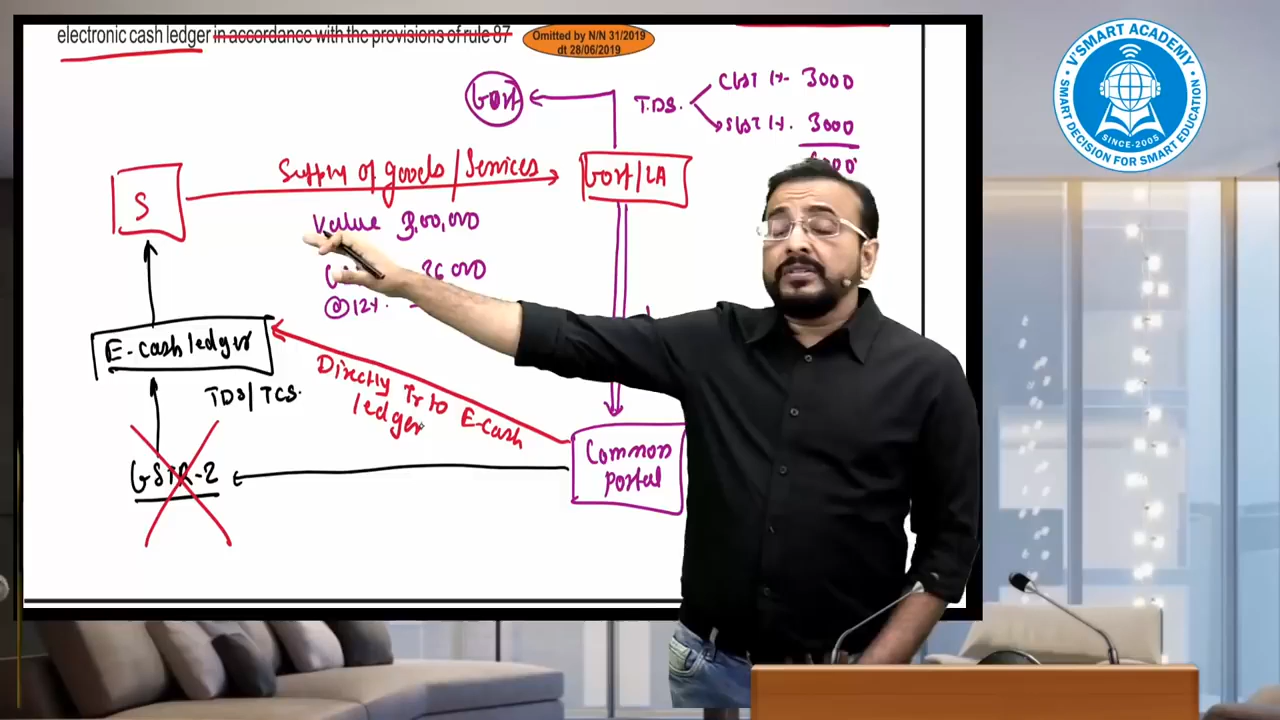 electronic cash ledger in accordance with the provisions of rule 87
Omitted by N/N 31/2019
dt 28/06/2019
Govt
T.D.S.
CGST 1%. 3000
SGST 1%. 3000
S
Supply of goods/Services
Govt/LA
Value 3,00,000
36000
@12%.
E-cash ledger
TDS/TCS.
Directly Tr to E-cash
ledger
GSTR-2
Common
portal
V'SMART ACADEMY
SMART DECISION FOR SMART EDUCATION
SINCE-2005